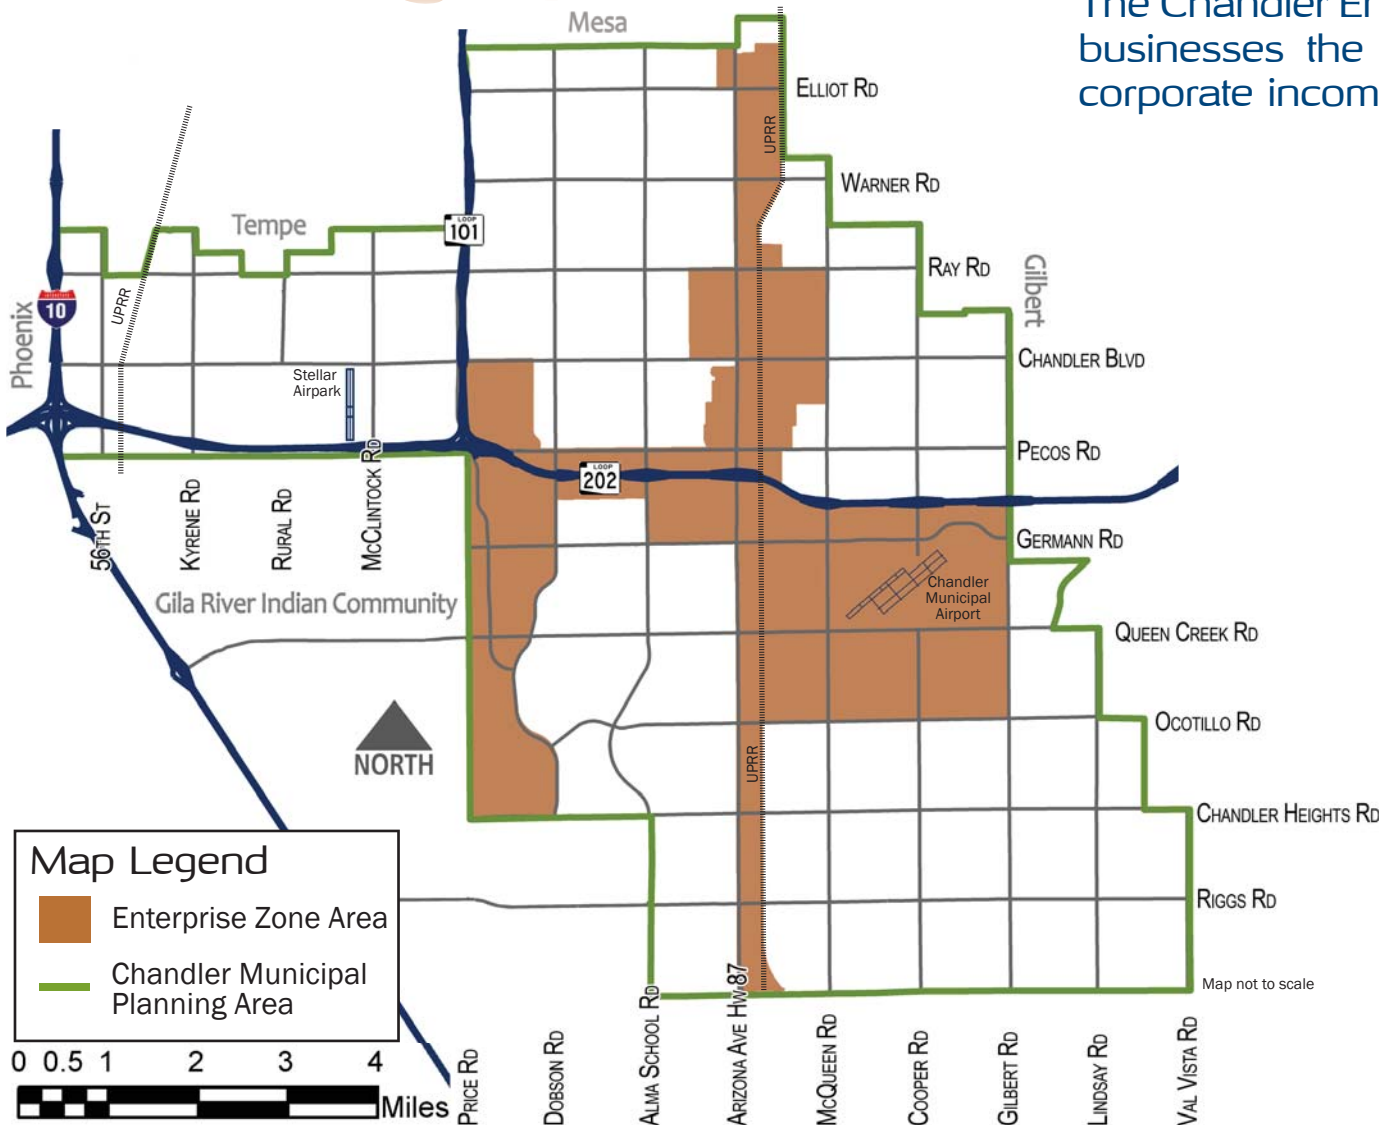 The Chandler En
businesses the
corporate incom
Mesa
ELLIOT RD
UPRR
WARNER RD
Tempe
LOOP
101
RAY RD
Gilbert
Phoenix
10
UPRR
CHANDLER BLVD
Stellar
Airpark
PECOS RD
LOOP
202
56TH ST
KYRENE RD
RURAL RD
MCCLINTOCK RD
GERMANN RD
Chandler
Municipal
Airport
Gila River Indian Community
QUEEN CREEK RD
OCOTILLO RD
NORTH
UPRR
CHANDLER HEIGHTS RD
Map Legend
Enterprise Zone Area
Chandler Municipal
Planning Area
RIGGS RD
Map not to scale
0 0.5 1 2 3 4
Miles
PRICE RD
DOBSON RD
ALMA SCHOOL RD
ARIZONA AVE HW 87
MCQUEEN RD
COOPER RD
GILBERT RD
LINDSAY RD
VAL VISTA RD